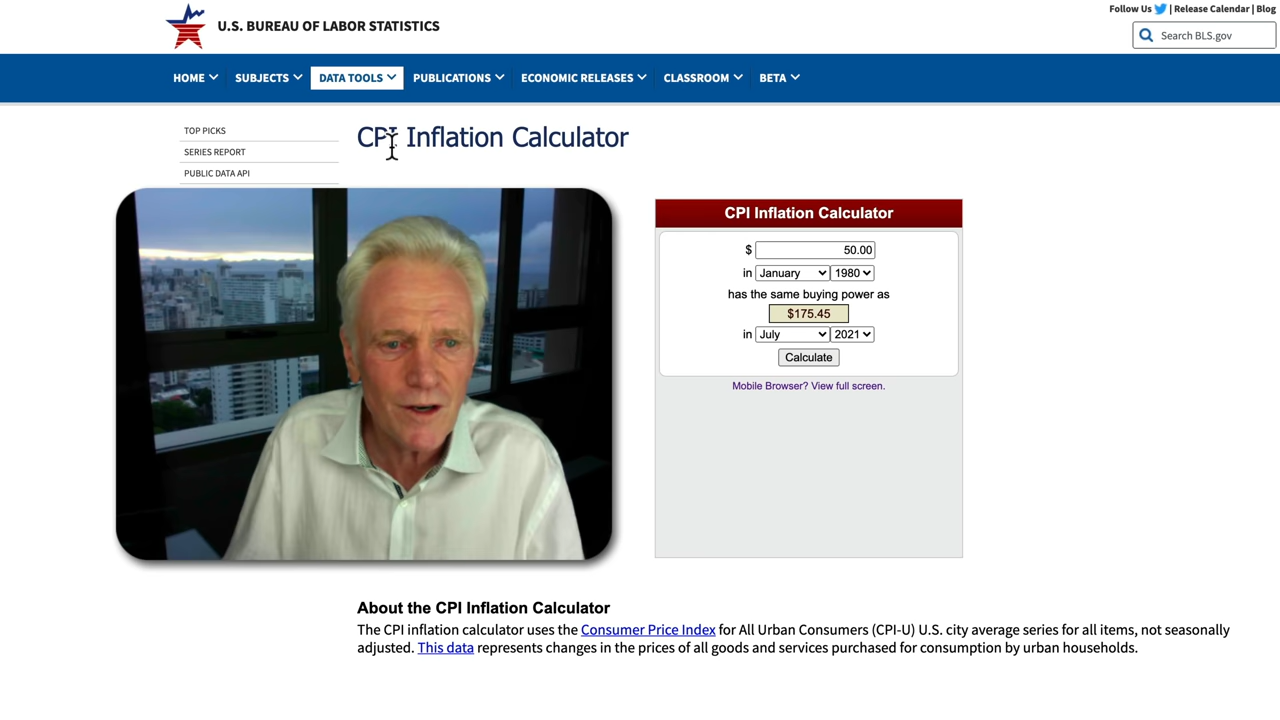 U.S. BUREAU OF LABOR STATISTICS
Follow Us | Release Calendar | Blog
Search BLS.gov
HOME SUBJECTS DATA TOOLS PUBLICATIONS ECONOMIC RELEASES CLASSROOM BETA
TOP PICKS
SERIES REPORT
PUBLIC DATA API
CPI Inflation Calculator
CPI Inflation Calculator
$ 50.00
in January 1980
has the same buying power as
$175.45
in July 2021
Calculate
Mobile Browser? View full screen.
About the CPI Inflation Calculator
The CPI inflation calculator uses the Consumer Price Index for All Urban Consumers (CPI-U) U.S. city average series for all items, not seasonally
adjusted. This data represents changes in the prices of all goods and services purchased for consumption by urban households.